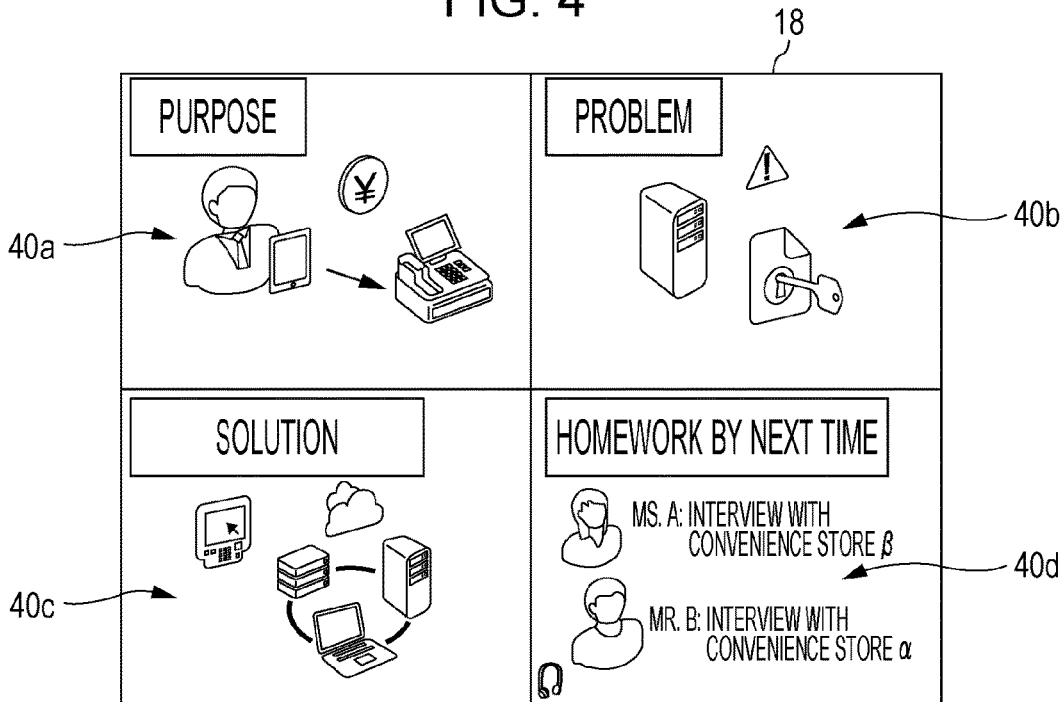 FIG. 4
18
PURPOSE
PROBLEM
¥
!
40a
40b
SOLUTION
HOMEWORK BY NEXT TIME
MS. A: INTERVIEW WITH
CONVENIENCE STORE β
40c
40d
MR. B: INTERVIEW WITH
CONVENIENCE STORE α